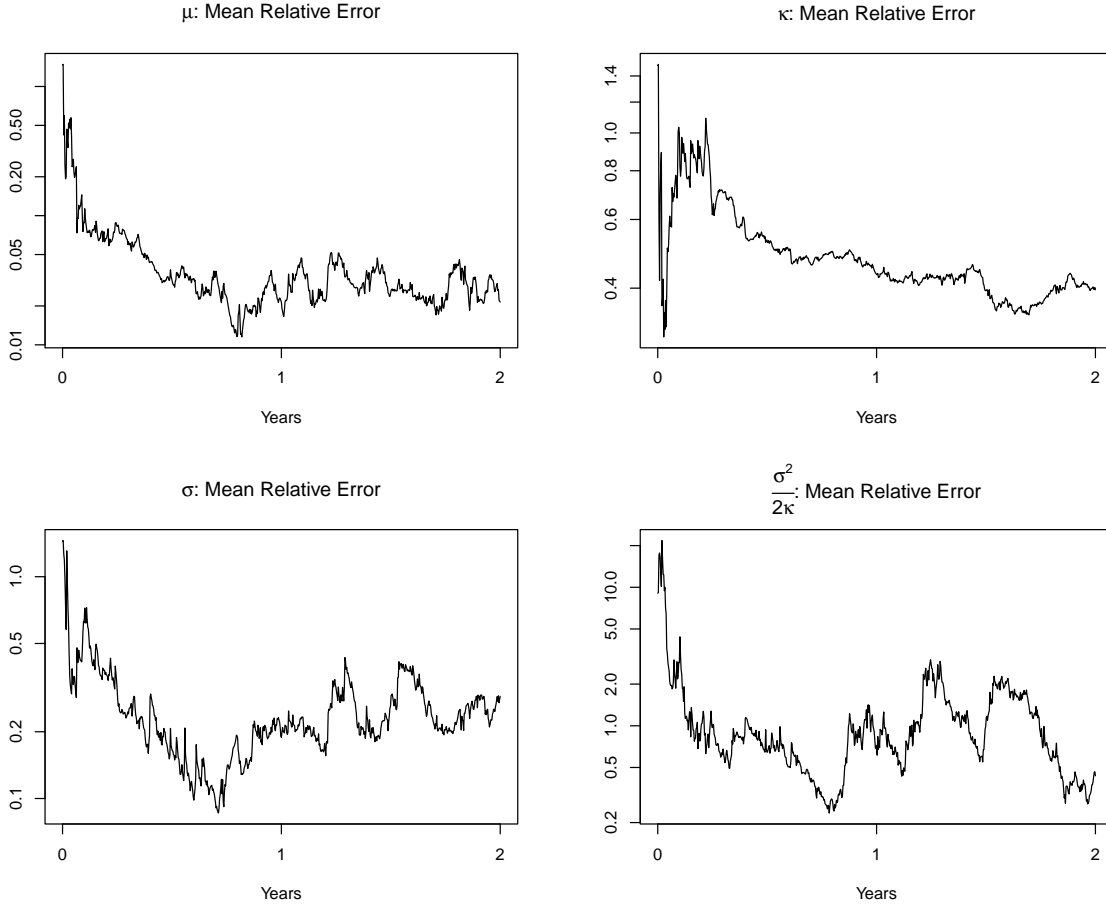 μ: Mean Relative Error
0.50
0.20
0.05
0.01
0 1 2
Years
κ: Mean Relative Error
1.4
1.0
0.8
0.6
0.4
0 1 2
Years
σ: Mean Relative Error
1.0
0.5
0.2
0.1
0 1 2
Years
σ²
2κ: Mean Relative Error
10.0
5.0
2.0
1.0
0.5
0.2
0 1 2
Years